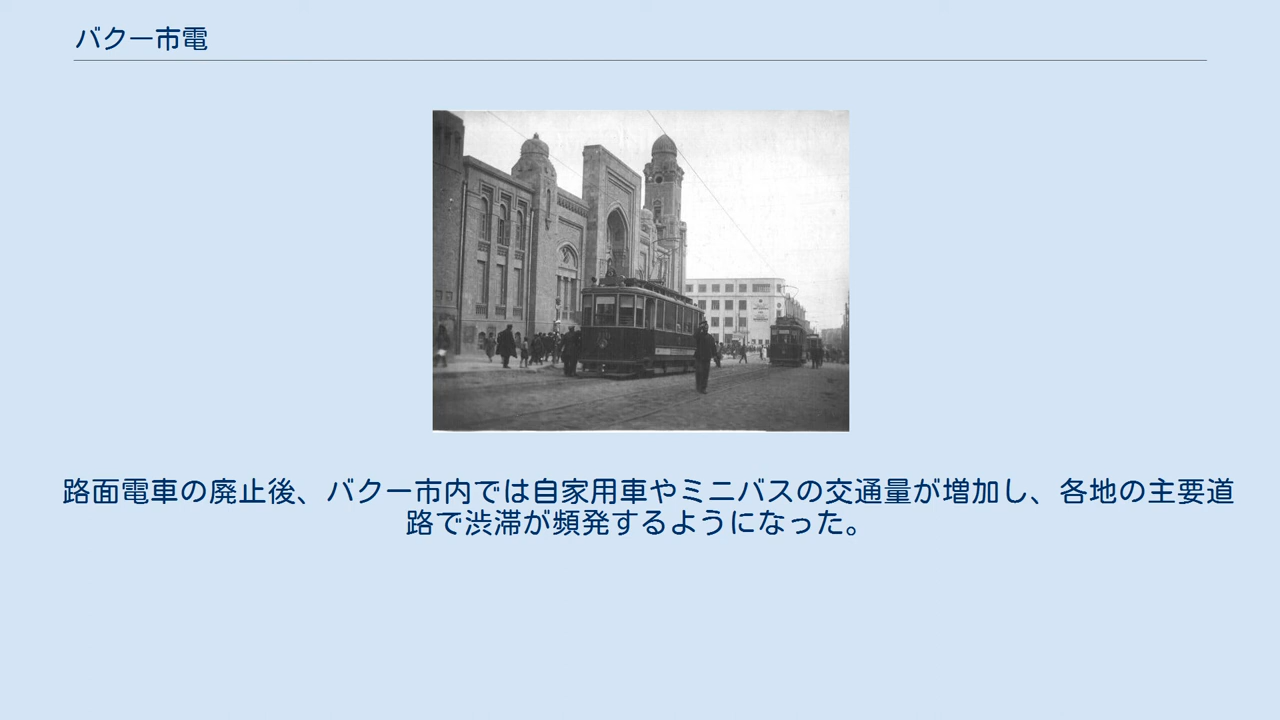 バクー市電
路面電車の廃止後、バクー市内では自家用車やミニバスの交通量が増加し、各地の主要道
路で渋滞が頻発するようになった。